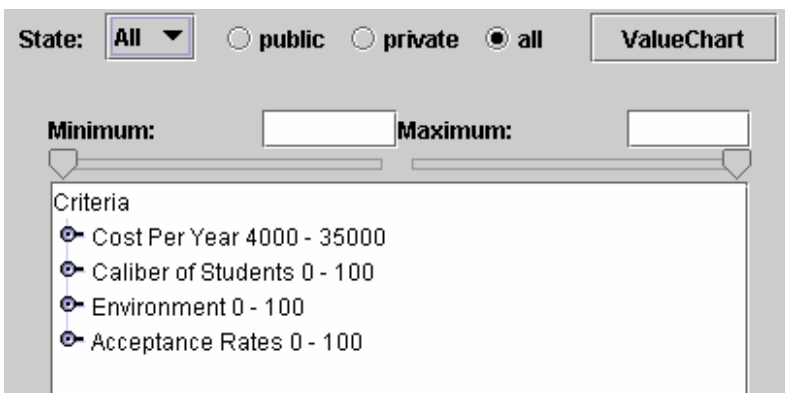 State: All public private all ValueChart
Minimum: Maximum:
Criteria
Cost Per Year 4000 - 35000
Caliber of Students 0 - 100
Environment 0 - 100
Acceptance Rates 0 - 100